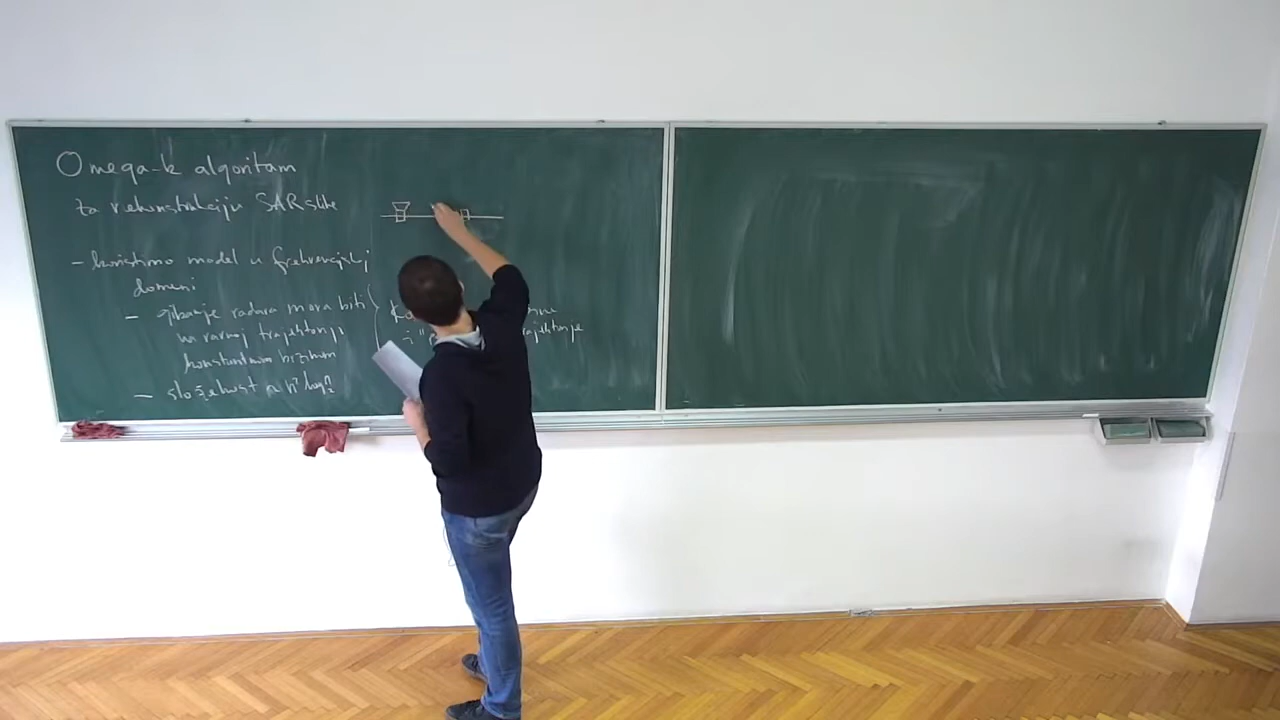 Omega-k algoritam
za rekonstrukciju SAR slike
- koristimo model u frekvencijskoj
domeni
- gibanje radara mora biti
na ravnoj trajektoriji
konstantnom brzinom
- složenost
trajektorije